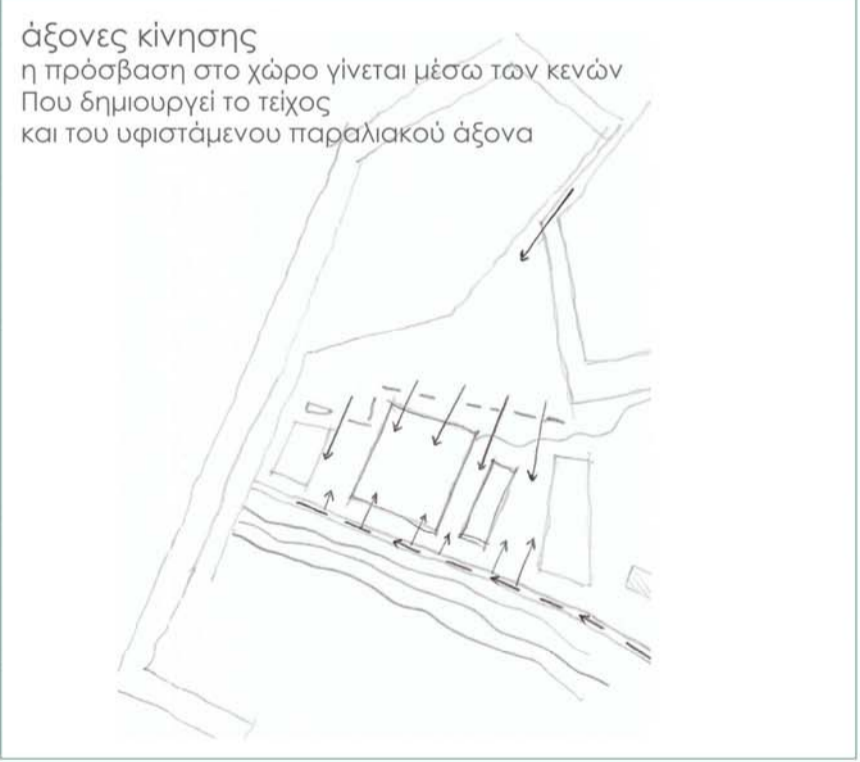 άξονες κίνησης
η πρόσβαση στο χώρο γίνεται μέσω των κενών
Που δημιουργεί το τείχος
και του υφιστάμενου παραλιακού άξονα